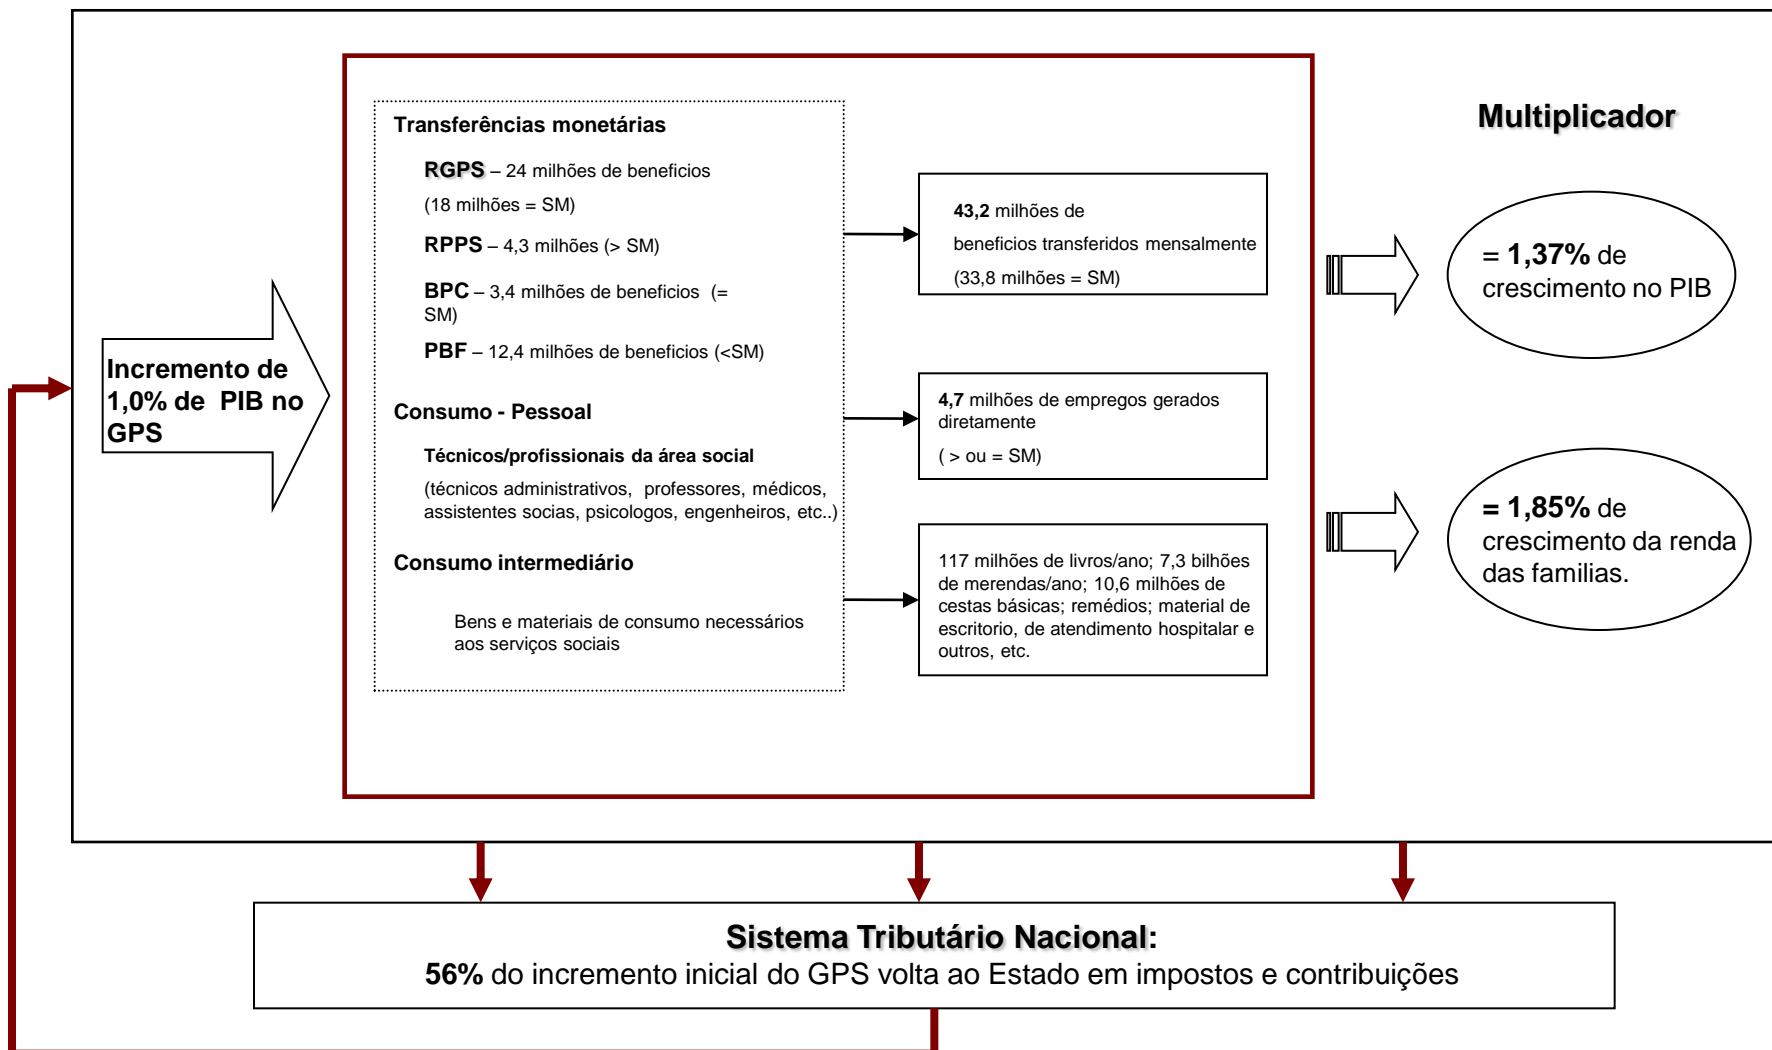 Multiplicador
Incremento de
1,0% de PIB no
GPS
Transferências monetárias
RGPS – 24 milhões de beneficios
(18 milhões = SM)
RPPS – 4,3 milhões (> SM)
BPC – 3,4 milhões de beneficios (=
SM)
PBF – 12,4 milhões de beneficios (<SM)
Consumo - Pessoal
Técnicos/profissionais da área social
(técnicos administrativos, professores, médicos,
assistentes socias, psicologos, engenheiros, etc..)
Consumo intermediário
Bens e materiais de consumo necessários
aos serviços sociais
43,2 milhões de
beneficios transferidos mensalmente
(33,8 milhões = SM)
4,7 milhões de empregos gerados
diretamente
( > ou = SM)
117 milhões de livros/ano; 7,3 bilhões
de merendas/ano; 10,6 milhões de
cestas básicas; remédios; material de
escritorio, de atendimento hospitalar e
outros, etc.
= 1,37% de
crescimento no PIB
= 1,85% de
crescimento da renda
das familias.
Sistema Tributário Nacional:
56% do incremento inicial do GPS volta ao Estado em impostos e contribuições